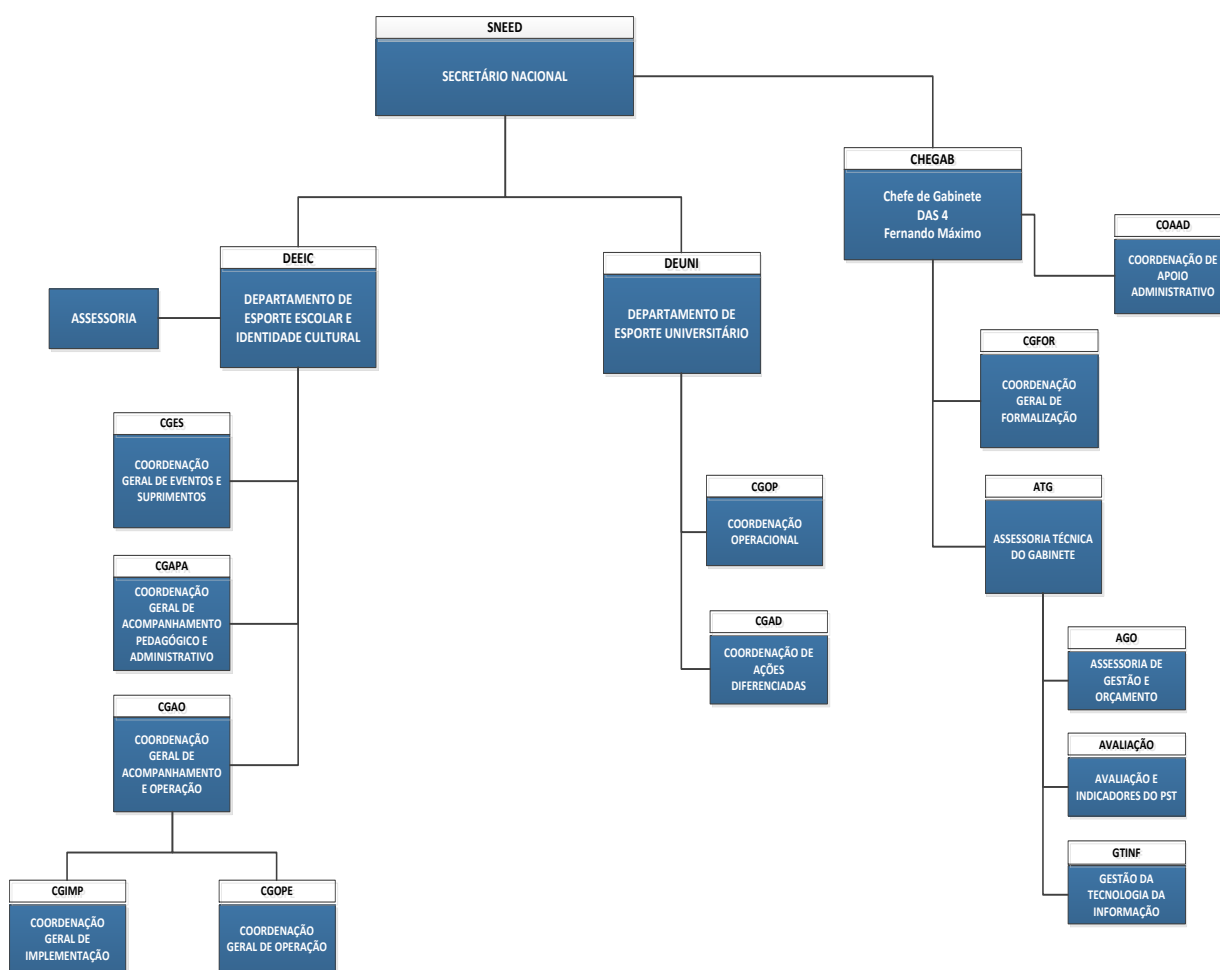 SNEED
SECRETÁRIO NACIONAL
CHEGAB
Chefe de Gabinete
DAS 4
Fernando Máximo
COAAD
COORDENAÇÃO DE
APOIO
ADMINISTRATIVO
DEEIC
DEPARTAMENTO DE
ESPORTE ESCOLAR E
IDENTIDADE CULTURAL
ASSESSORIA
DEUNI
DEPARTAMENTO DE
ESPORTE UNIVERSITÁRIO
CGFOR
COORDENAÇÃO
GERAL DE
FORMALIZAÇÃO
CGES
COORDENAÇÃO
GERAL DE EVENTOS E
SUPRIMENTOS
CGOP
COORDENAÇÃO
OPERACIONAL
ATG
ASSESSORIA TÉCNICA
DO GABINETE
CGAPA
COORDENAÇÃO
GERAL DE
ACOMPANHAMENTO
PEDAGÓGICO E
ADMINISTRATIVO
CGAD
COORDENAÇÃO DE
AÇÕES
DIFERENCIADAS
AGO
ASSESSORIA DE
GESTÃO E
ORÇAMENTO
CGAO
COORDENAÇÃO
GERAL DE
ACOMPANHAMENTO
E OPERAÇÃO
AVALIAÇÃO
AVALIAÇÃO E
INDICADORES DO PST
GTINF
GESTÃO DA
TECNOLOGIA DA
INFORMAÇÃO
CGIMP
COORDENAÇÃO
GERAL DE
IMPLEMENTAÇÃO
CGOPE
COORDENAÇÃO
GERAL DE OPERAÇÃO